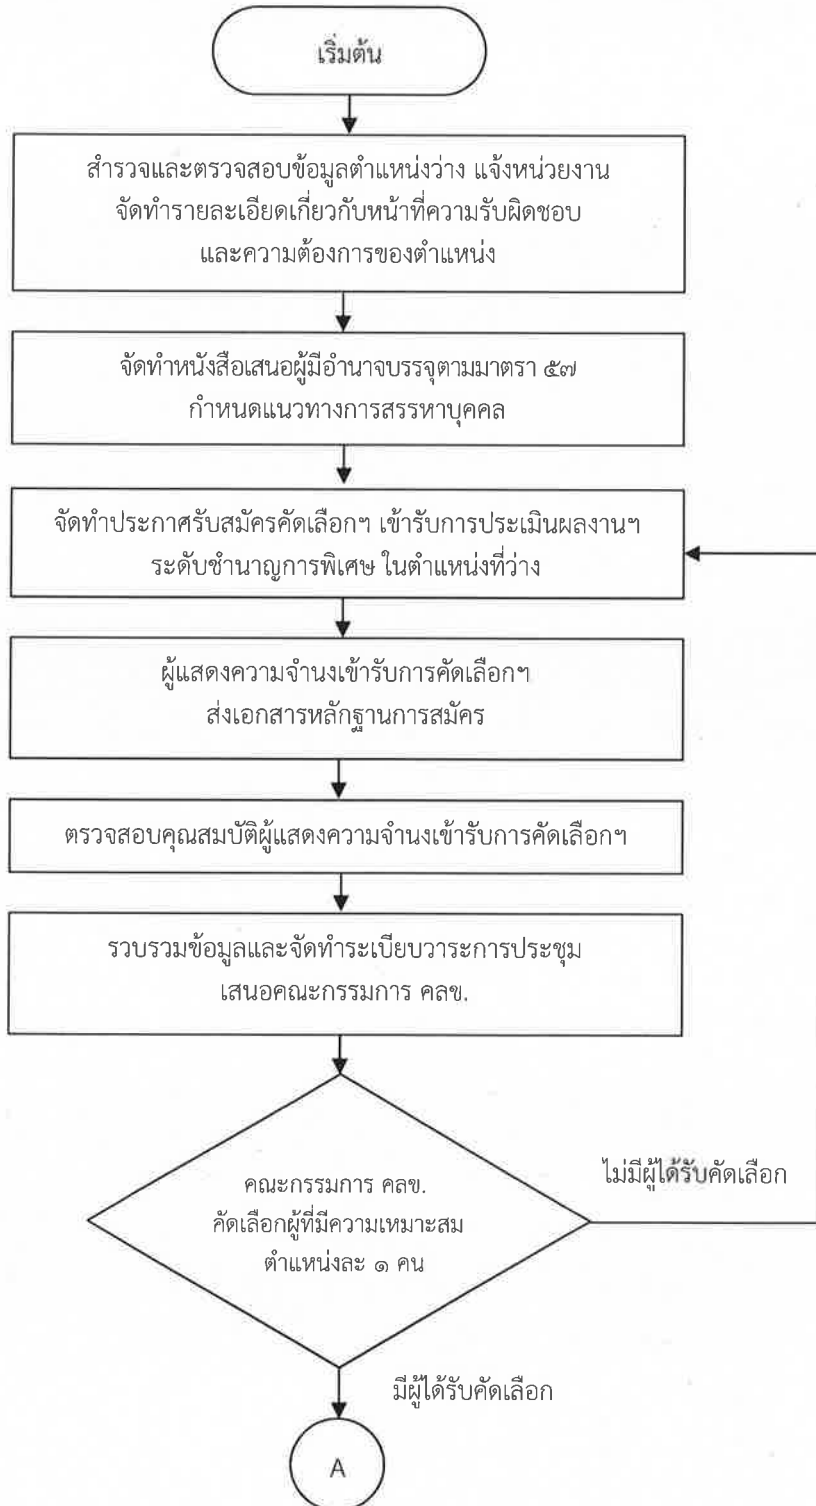 เริ่มต้น
สำรวจและตรวจสอบข้อมูลตำแหน่งว่าง แจ้งหน่วยงาน
จัดทำรายละเอียดเกี่ยวกับหน้าที่ความรับผิดชอบ
และความต้องการของตำแหน่ง
จัดทำหนังสือเสนอผู้มีอำนาจบรรจุตามมาตรา ๕๗
กำหนดแนวทางการสรรหาบุคคล
จัดทำประกาศรับสมัครคัดเลือกฯ เข้ารับการประเมินผลงานฯ
ระดับชำนาญการพิเศษ ในตำแหน่งที่ว่าง
ผู้แสดงความจำนงเข้ารับการคัดเลือกฯ
ส่งเอกสารหลักฐานการสมัคร
ตรวจสอบคุณสมบัติผู้แสดงความจำนงเข้ารับการคัดเลือกฯ
รวบรวมข้อมูลและจัดทำระเบียบวาระการประชุม
เสนอคณะกรรมการ คลข.
คณะกรรมการ คลข.
คัดเลือกผู้ที่มีความเหมาะสม
ตำแหน่งละ ๑ คน
ไม่มีผู้ได้รับคัดเลือก
มีผู้ได้รับคัดเลือก
A